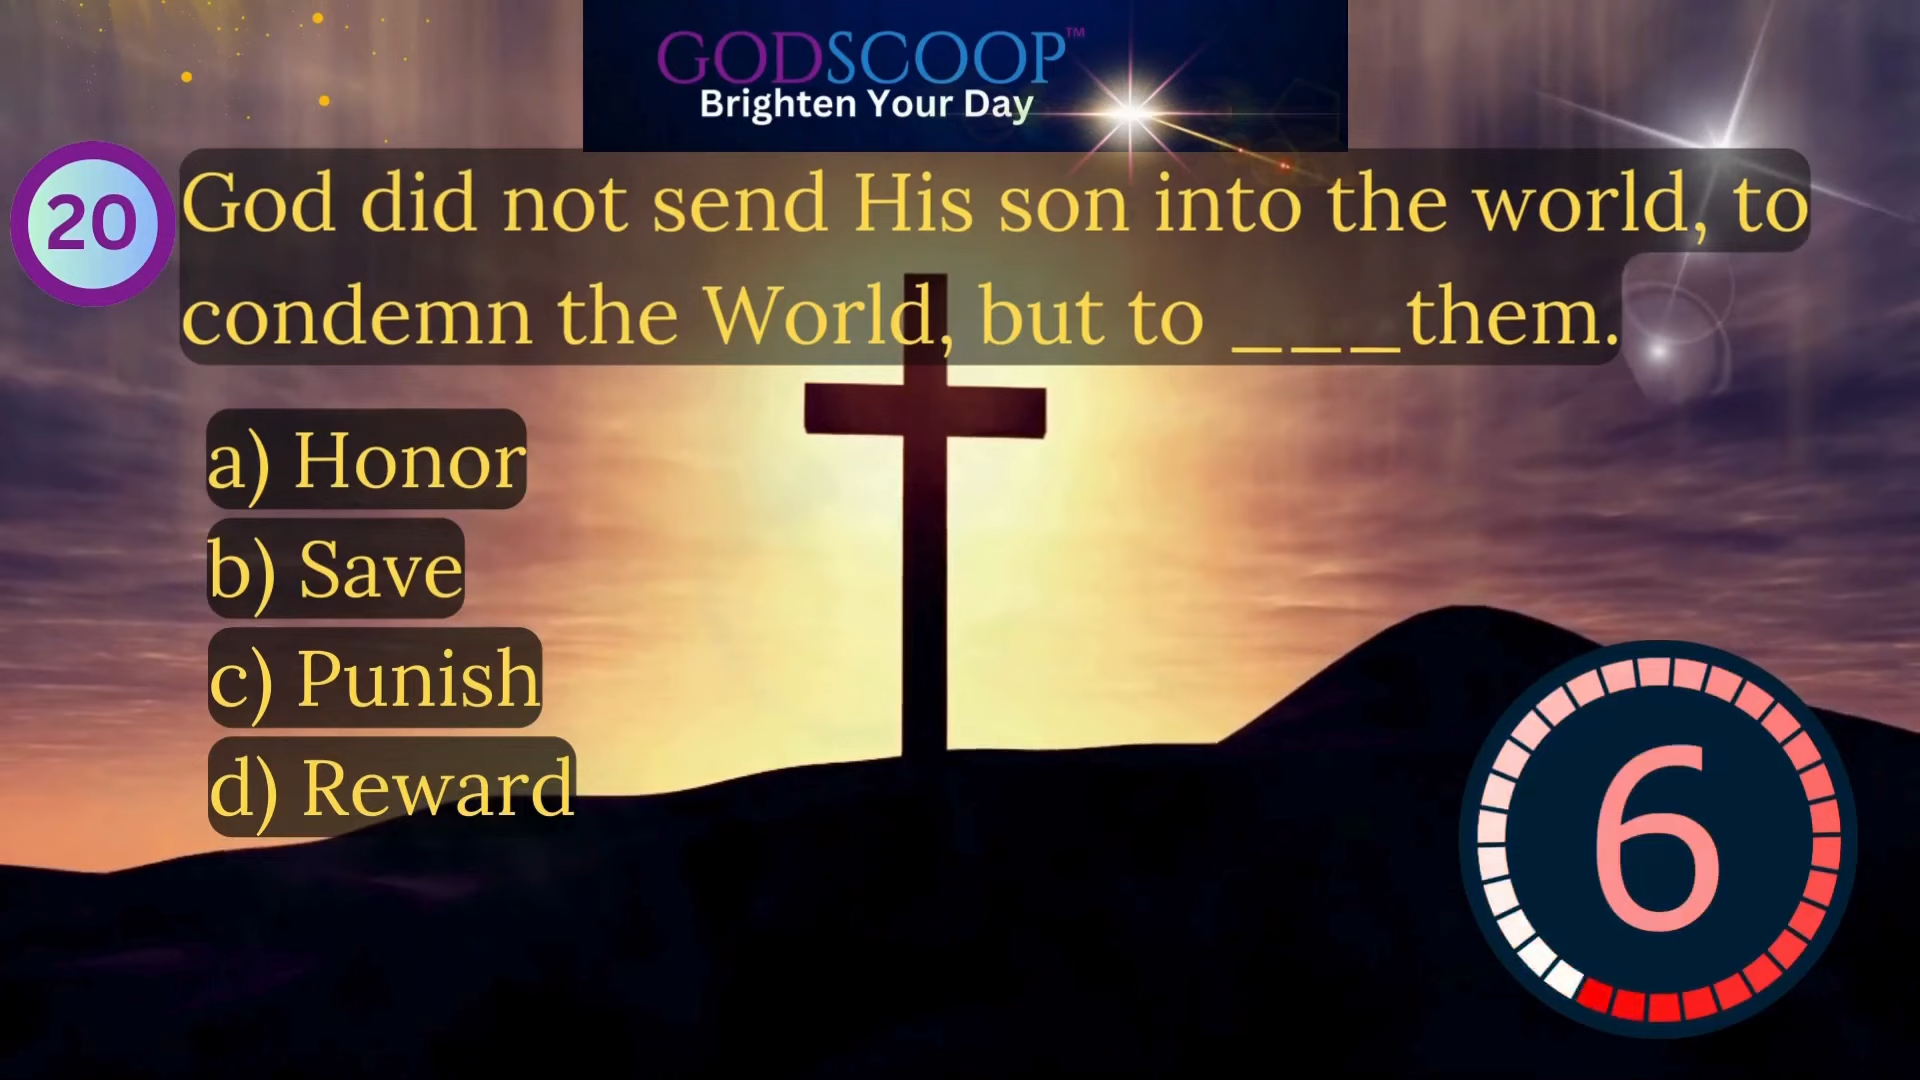 GODSCOOP™
Brighten Your Day
20
God did not send His son into the world, to
condemn the World, but to ___them.
a) Honor
b) Save
c) Punish
d) Reward
6